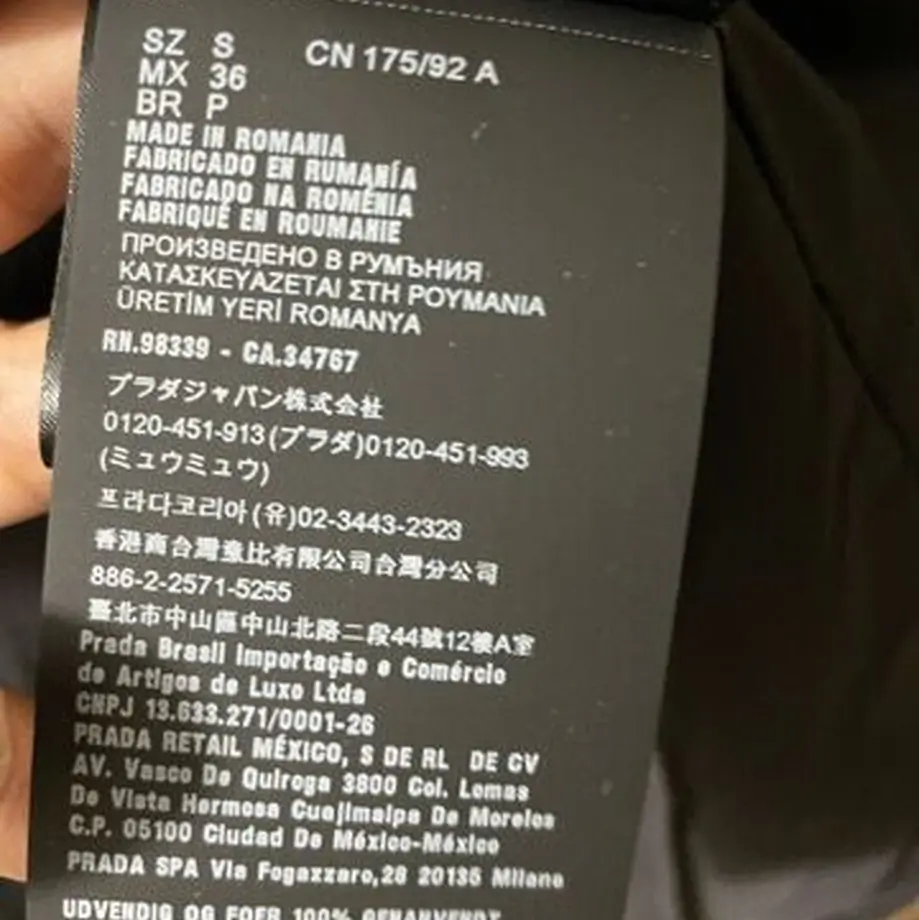 SZ S CN 175/92 A
MX 36
BR P
MADE IN ROMANIA
FABRICADO EN RUMANÍA
FABRICADO NA ROMÉNIA
FABRIQUÉ EN ROUMANIE
ПРОИЗВЕДЕНО В РУМЪНИЯ
ΚΑΤΑΣΚΕΥΑΖΕΤΑΙ ΣΤΗ ΡΟΥΜΑΝΙΑ
ÜRETİM YERİ ROMANYA
RN.98339 - CA.34767
プラダジャパン株式会社
0120-451-913(プラダ)0120-451-993
(ミュウミュウ)
프라다코리아(유)02-3443-2323
香港商台灣壹比有限公司台灣分公司
886-2-2571-5255
臺北市中山區中山北路二段44號12樓A室
Prada Brasil Importação e Comércio
de Artigos de Luxo Ltda
CNPJ 13.633.271/0001-26
PRADA RETAIL MÉXICO, S DE RL DE CV
AV. Vasco De Quiroga 3800 Col. Lomas
De Vista Hermosa Cuajimalpa De Morelos
C.P. 05100 Ciudad De México-México
PRADA SPA Via Fogazzaro,28 20135 Milano
UDVENDIG OG FOER 100% GENANVENDT